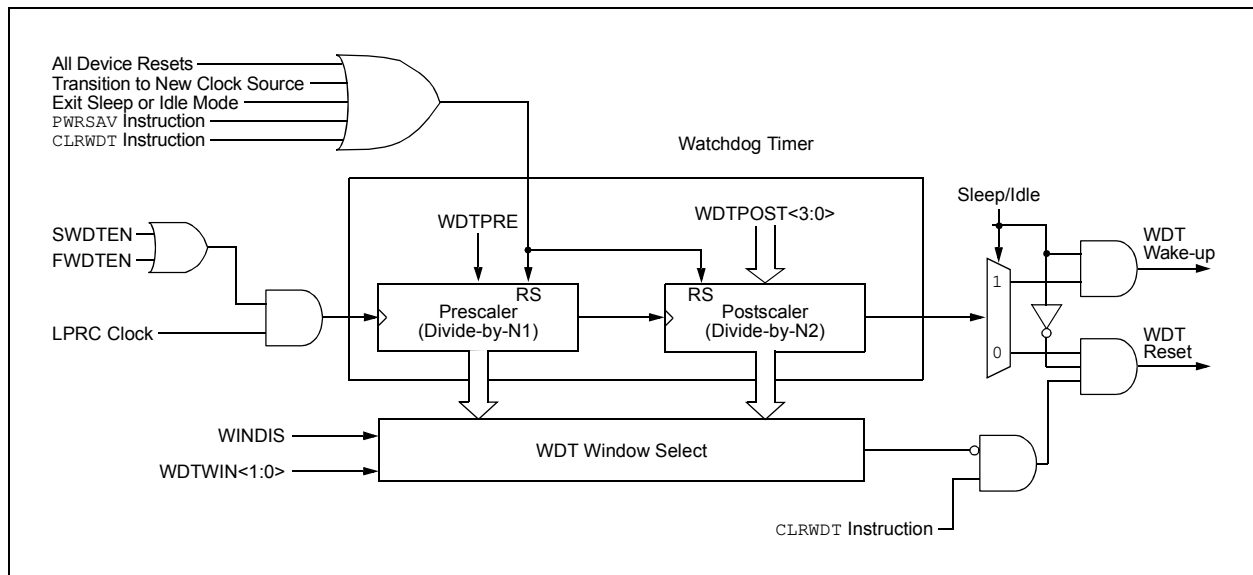 All Device Resets
Transition to New Clock Source
Exit Sleep or Idle Mode
PWRSAV Instruction
CLRWDT Instruction
Watchdog Timer
Sleep/Idle
WDTPRE
WDTPOST<3:0>
SWDTEN
FWDTEN
WDT
Wake-up
RS
RS
1
Prescaler
(Divide-by-N1)
Postscaler
(Divide-by-N2)
LPRC Clock
0
WDT
Reset
WINDIS
WDT Window Select
WDTWIN<1:0>
CLRWDT Instruction